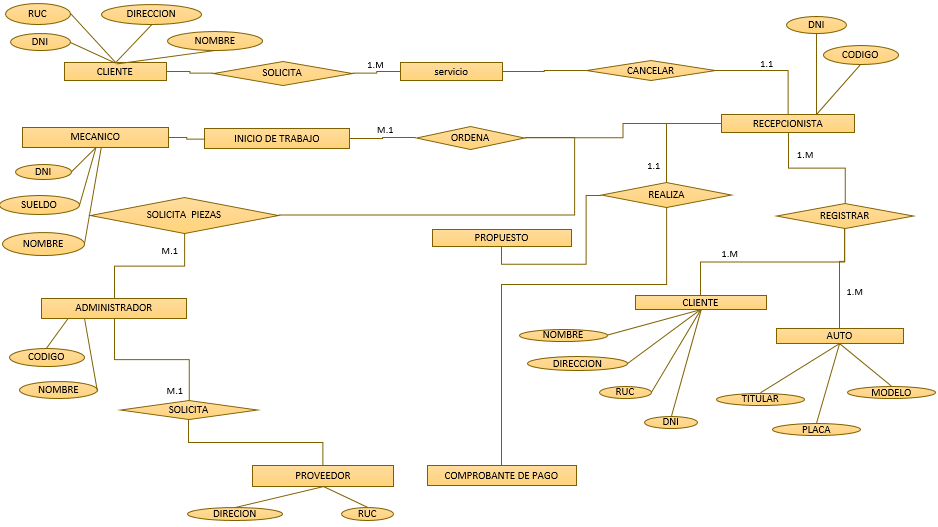 RUC
DIRECCION
DNI
NOMBRE
CLIENTE
SOLICITA
1.M
servicio
CANCELAR
1.1
DNI
CODIGO
RECEPCIONISTA
MECANICO
INICIO DE TRABAJO
M.1
ORDENA
1.M
DNI
SUELDO
NOMBRE
SOLICITA PIEZAS
1.1
REALIZA
REGISTRAR
M.1
PROPUESTO
1.M
1.M
ADMINISTRADOR
CLIENTE
CODIGO
NOMBRE
NOMBRE
DIRECCION
RUC
DNI
AUTO
TITULAR
MODELO
PLACA
M.1
SOLICITA
PROVEEDOR
COMPROBANTE DE PAGO
DIRECION
RUC